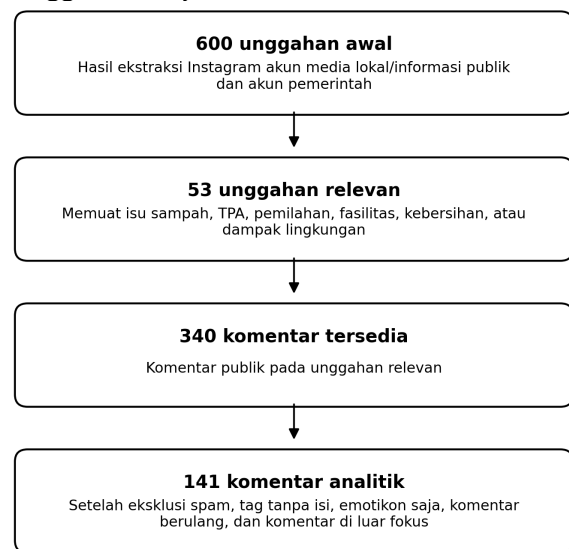 600 unggahan awal
Hasil ekstraksi Instagram akun media lokal/informasi publik
dan akun pemerintah
53 unggahan relevan
Memuat isu sampah, TPA, pemilahan, fasilitas, kebersihan, atau
dampak lingkungan
340 komentar tersedia
Komentar publik pada unggahan relevan
141 komentar analitik
Setelah eksklusi spam, tag tanpa isi, emotikon saja, komentar
berulang, dan komentar di luar fokus